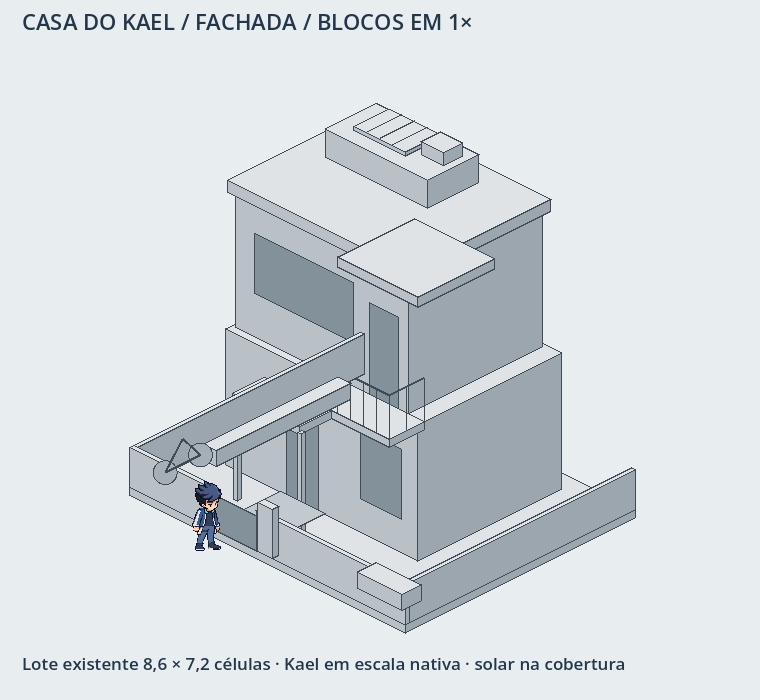 CASA DO KAEL / FACHADA / BLOCOS EM 1×
Lote existente 8,6 × 7,2 células · Kael em escala nativa · solar na cobertura